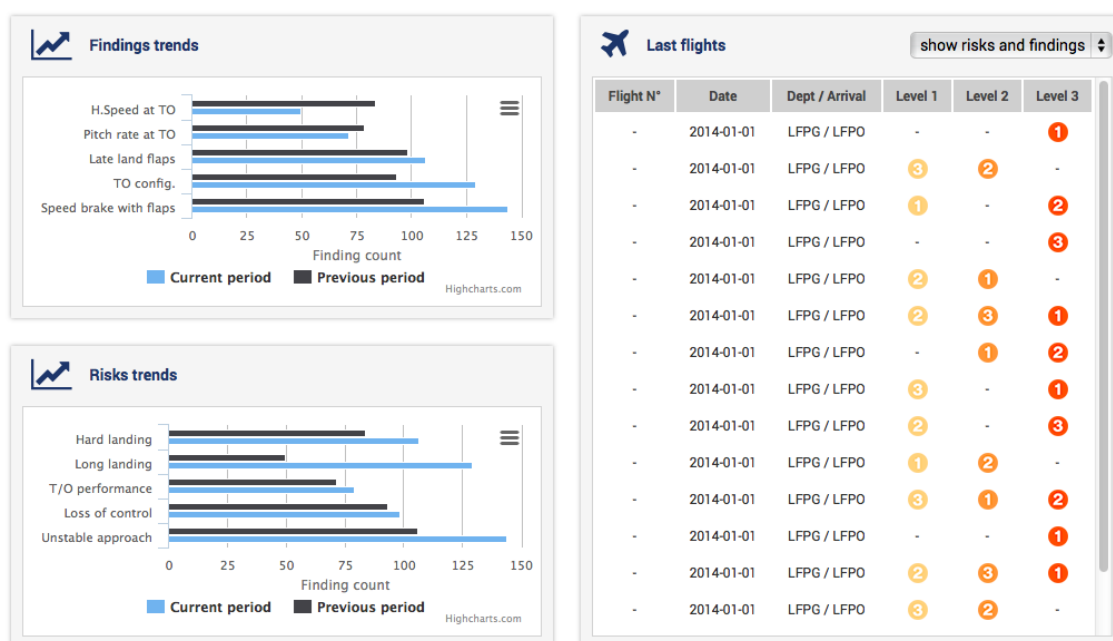 Findings trends
H.Speed at TO
Pitch rate at TO
Late land flaps
TO config.
Speed brake with flaps
0 25 50 75 100 125 150
Finding count
Current period Previous period
Highcharts.com
Risks trends
Hard landing
Long landing
T/O performance
Loss of control
Unstable approach
0 25 50 75 100 125 150
Finding count
Current period Previous period
Highcharts.com
Last flights show risks and findings
Flight N° Date Dept / Arrival Level 1 Level 2 Level 3
- 2014-01-01 LFPG / LFPO - - 1
- 2014-01-01 LFPG / LFPO 3 2 -
- 2014-01-01 LFPG / LFPO 1 - 2
- 2014-01-01 LFPG / LFPO - - 3
- 2014-01-01 LFPG / LFPO 2 1 -
- 2014-01-01 LFPG / LFPO 2 3 1
- 2014-01-01 LFPG / LFPO - 1 2
- 2014-01-01 LFPG / LFPO 3 - 1
- 2014-01-01 LFPG / LFPO 2 - 3
- 2014-01-01 LFPG / LFPO 1 2 -
- 2014-01-01 LFPG / LFPO 3 1 2
- 2014-01-01 LFPG / LFPO - - 1
- 2014-01-01 LFPG / LFPO 2 3 1
- 2014-01-01 LFPG / LFPO 3 2 -